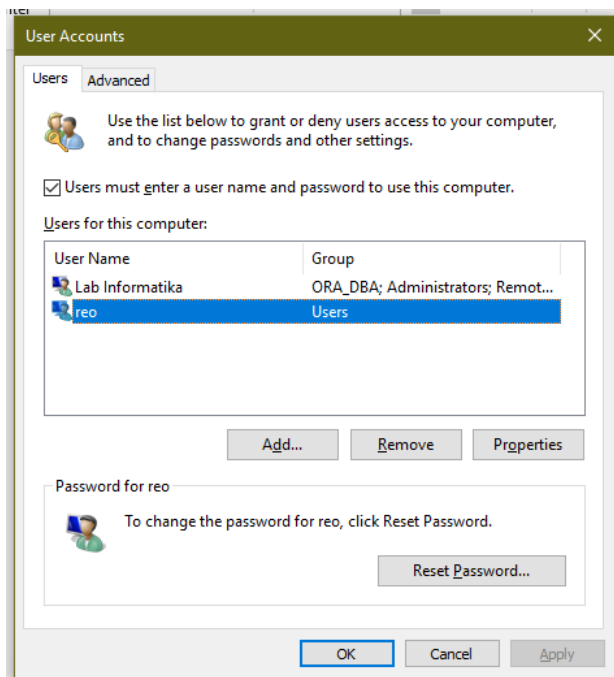 User Accounts
Users
Advanced
Use the list below to grant or deny users access to your computer,
and to change passwords and other settings.
Users must enter a user name and password to use this computer.
Users for this computer:
User Name Group
Lab Informatika ORA_DBA; Administrators; Remot...
reo Users
Add... Remove Properties
Password for reo
To change the password for reo, click Reset Password.
Reset Password...
OK Cancel Apply